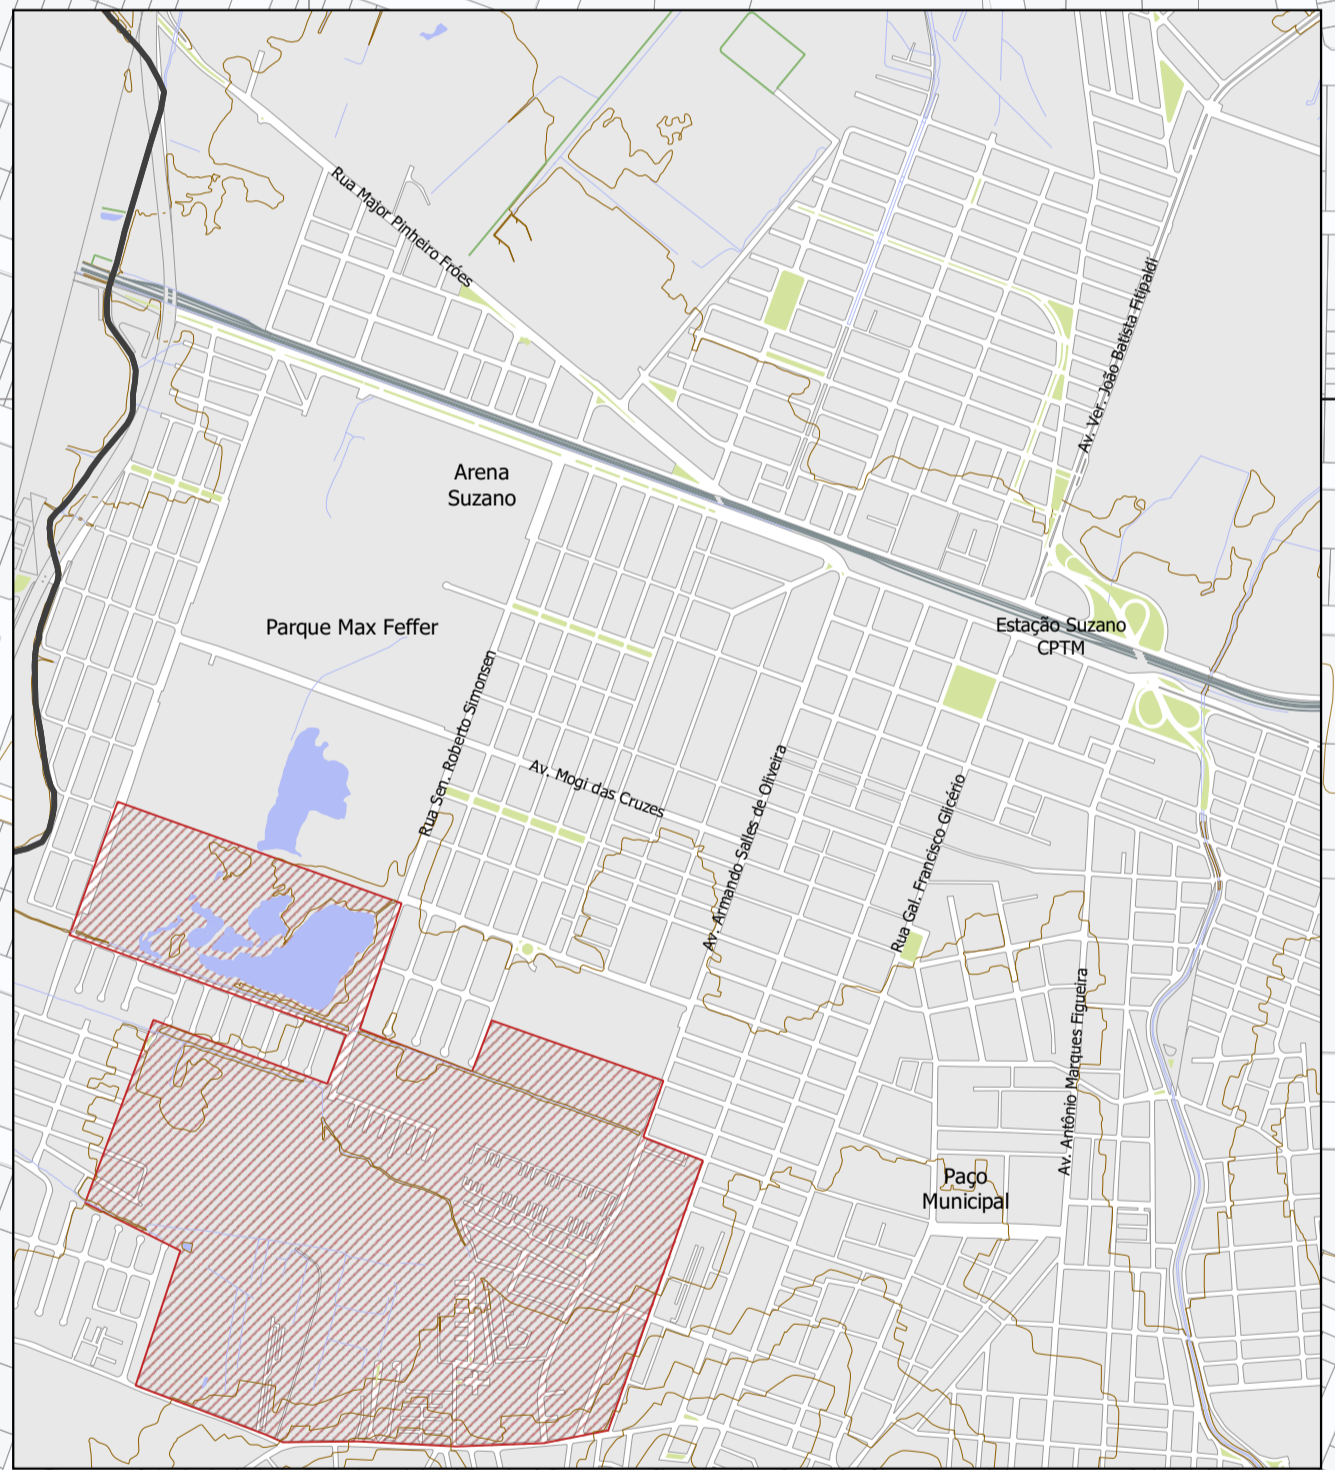 Rua Major Pinheiro Fróes
Av. Ver. João Batista Fitipaldi
Arena
Suzano
Parque Max Feffer
Estação Suzano
CPTM
Rua Sen. Roberto Simonsen
Av. Mogi das Cruzes
Av. Armando Salles de Oliveira
Rua Gal. Francisco Glicério
Av. Antônio Marques Figueira
Paço
Municipal